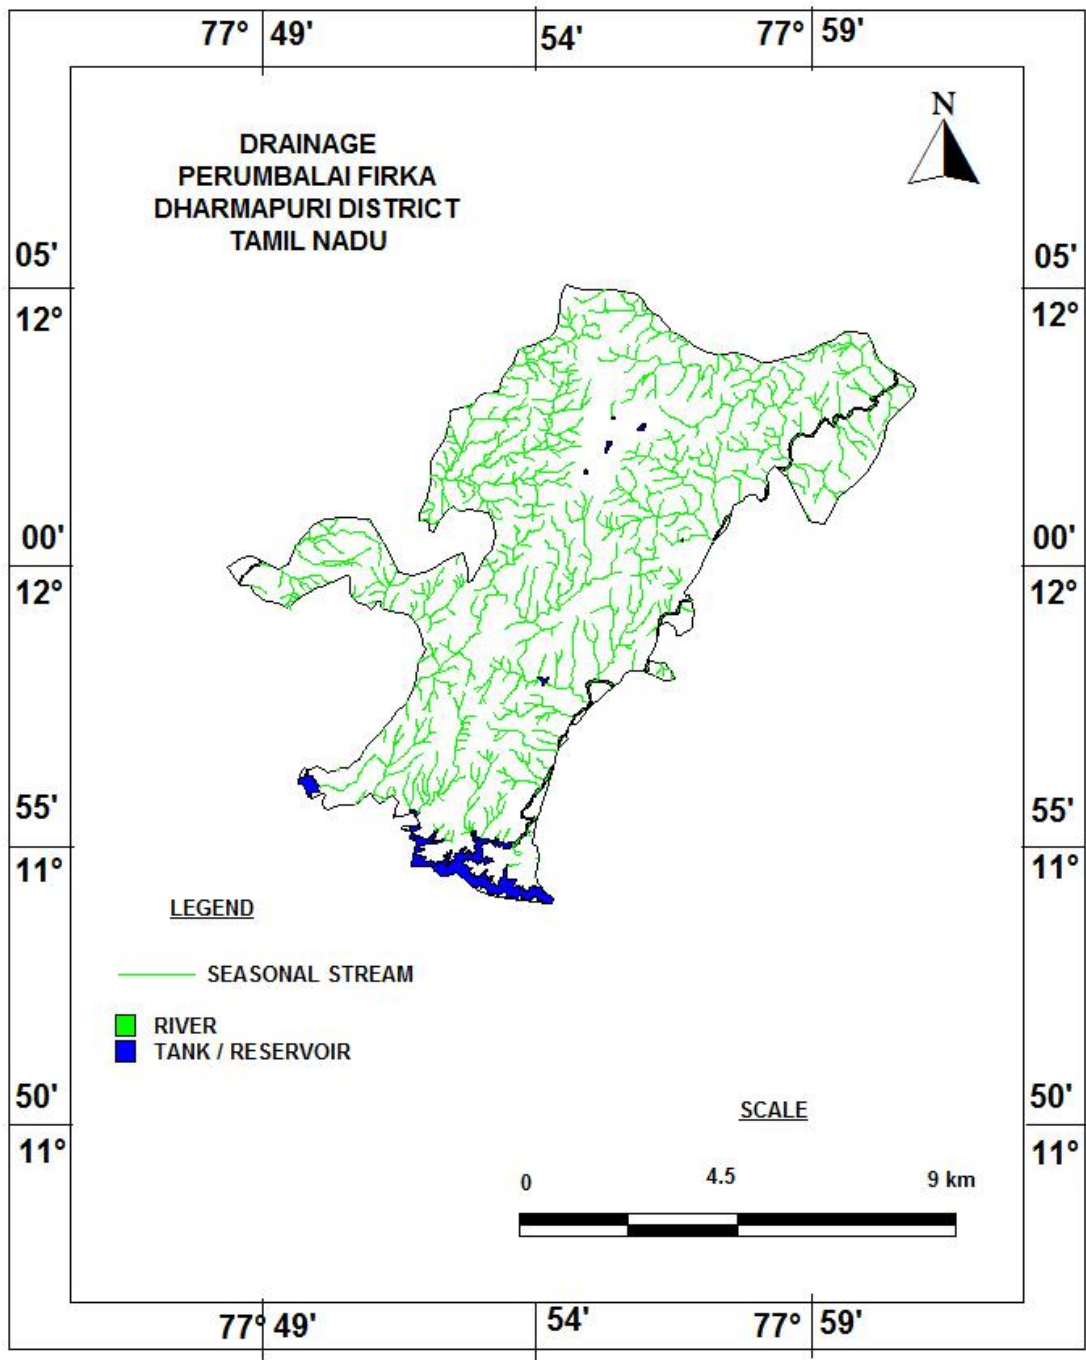 77° 49' 54' 77° 59'
N
DRAINAGE
PERUMBALAI FIRKA
DHARMAPURI DISTRICT
TAMIL NADU
05' 05'
12° 12°
00' 00'
12° 12°
55' 55'
11° 11°
LEGEND
SEASONAL STREAM
RIVER
TANK / RESERVOIR
50' 50'
11° 11°
SCALE
0 4.5 9 km
77° 49' 54' 77° 59'